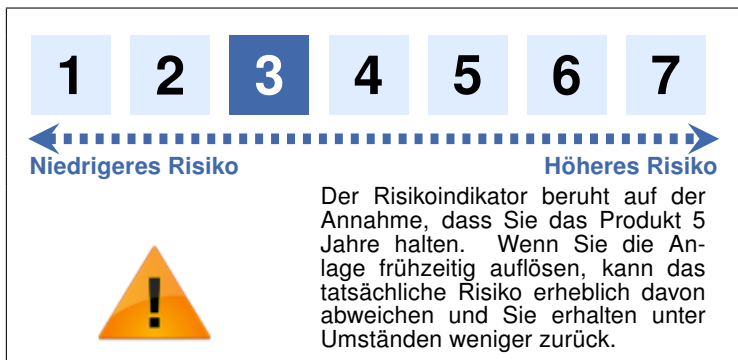 1 2 3 4 5 6 7
Niedrigeres Risiko Höheres Risiko
Der Risikoindikator beruht auf der
Annahme, dass Sie das Produkt 5
Jahre halten. Wenn Sie die An-
lage frühzeitig auflösen, kann das
tatsächliche Risiko erheblich davon
abweichen und Sie erhalten unter
Umständen weniger zurück.
!